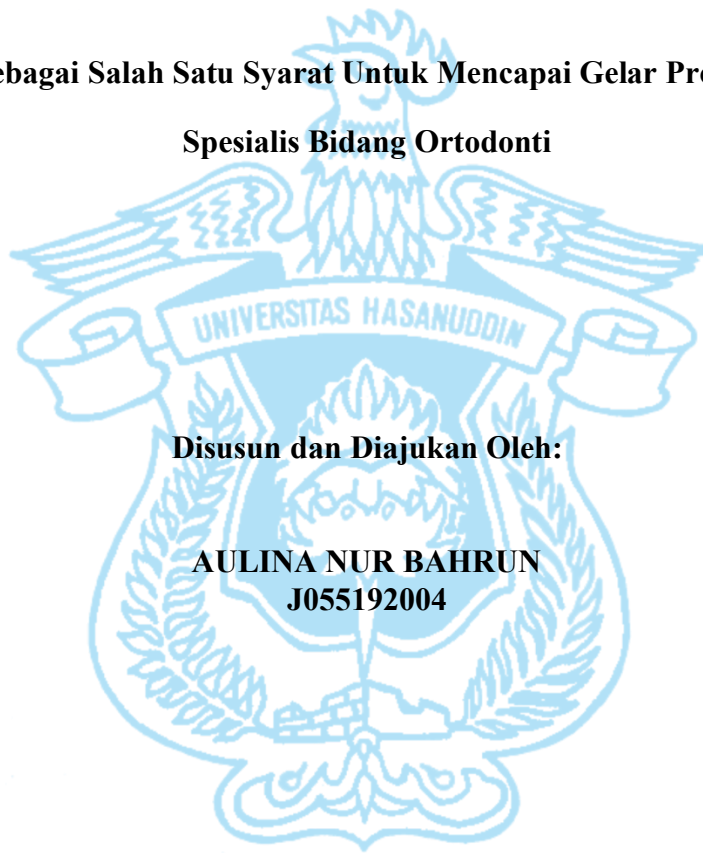 ebagai Salah Satu Syarat Untuk Mencapai Gelar Pro
Spesialis Bidang Ortodonti
UNIVERSITAS HASANUDDIN
Disusun dan Diajukan Oleh:
AULINA NUR BAHRUN
J055192004